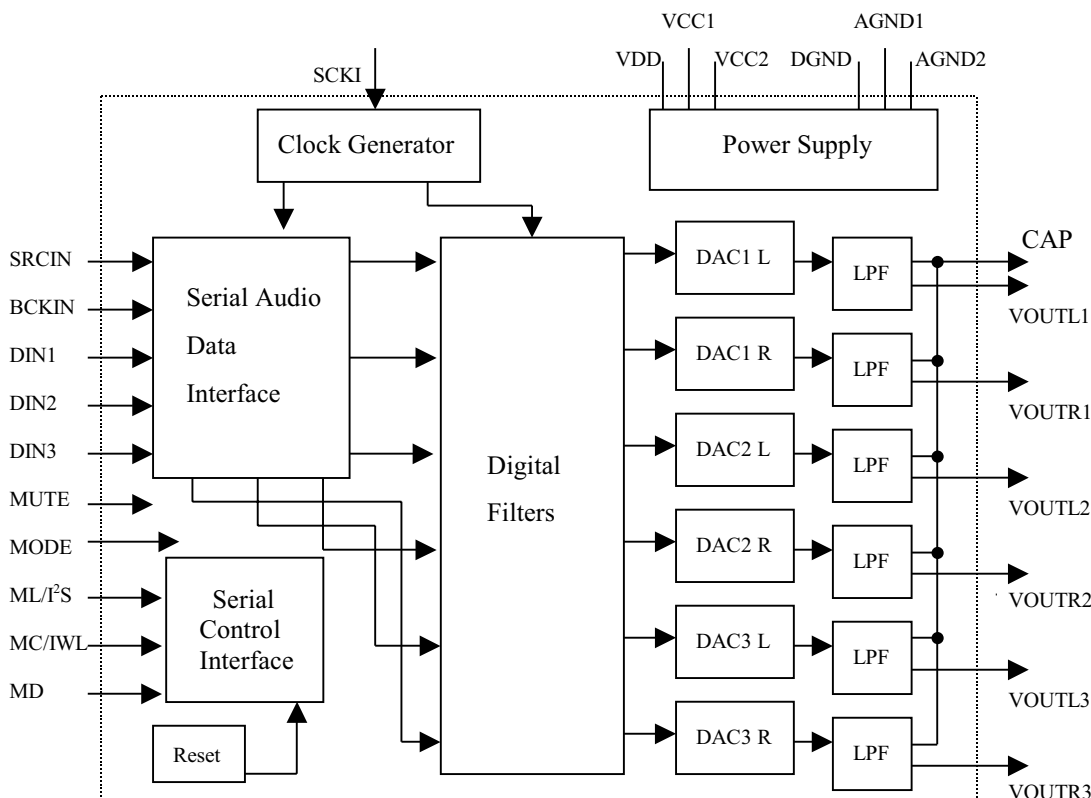 VCC1
AGND1
VDD
VCC2
DGND
AGND2
SCKI
Clock Generator
Power Supply
SRCIN
BCKIN
DIN1
DIN2
DIN3
MUTE
MODE
ML/I²S
MC/IWL
MD
Serial Audio
Data
Interface
Serial
Control
Interface
Reset
Digital
Filters
DAC1 L
DAC1 R
DAC2 L
DAC2 R
DAC3 L
DAC3 R
LPF
LPF
LPF
LPF
LPF
LPF
CAP
VOUTL1
VOUTR1
VOUTL2
VOUTR2
VOUTL3
VOUTR3